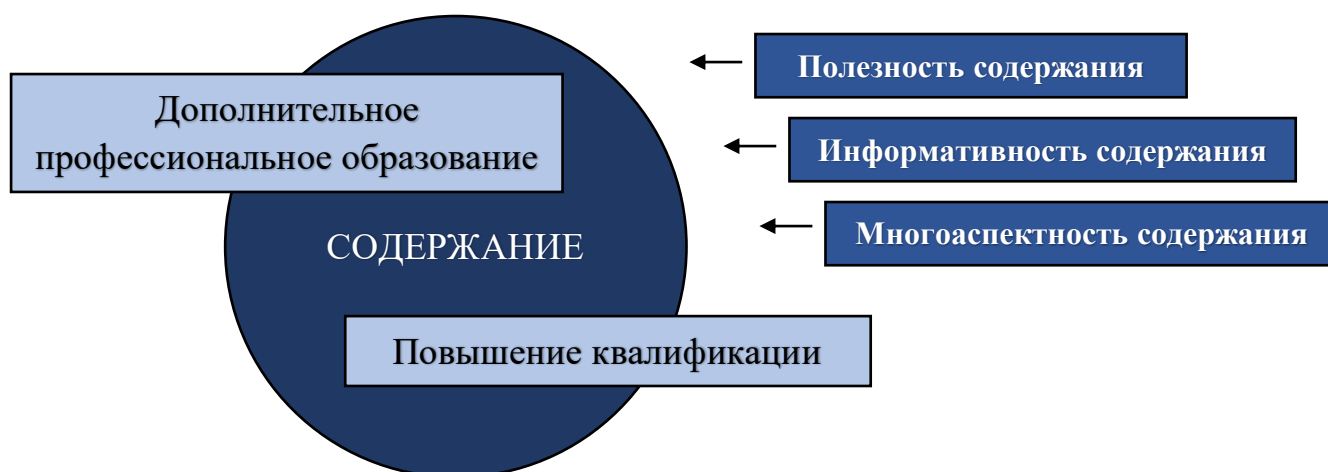 Дополнительное
профессиональное образование
СОДЕРЖАНИЕ
Повышение квалификации
Полезность содержания
Информативность содержания
Многоаспектность содержания